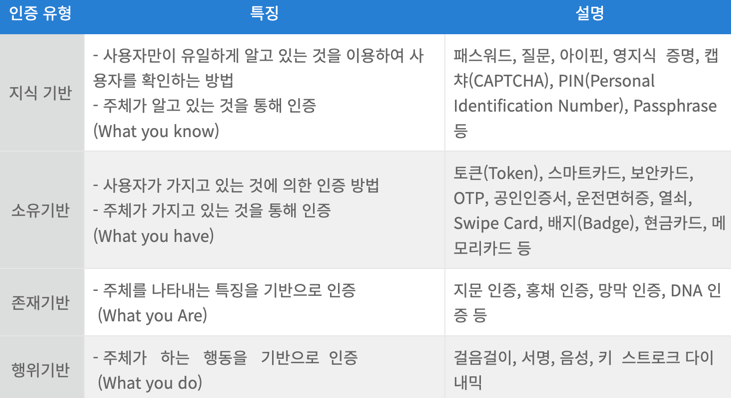 인증 유형
특징
설명
지식 기반
- 사용자만이 유일하게 알고 있는 것을 이용하여 사
용자를 확인하는 방법
- 주체가 알고 있는 것을 통해 인증
(What you know)
패스워드, 질문, 아이핀, 영지식 증명, 캡
챠(CAPTCHA), PIN(Personal
Identification Number), Passphrase
등
소유기반
- 사용자가 가지고 있는 것에 의한 인증 방법
- 주체가 가지고 있는 것을 통해 인증
(What you have)
토큰(Token), 스마트카드, 보안카드,
OTP, 공인인증서, 운전면허증, 열쇠,
Swipe Card, 배지(Badge), 현금카드, 메
모리카드 등
존재기반
- 주체를 나타내는 특징을 기반으로 인증
(What you Are)
지문 인증, 홍채 인증, 망막 인증, DNA 인
증 등
행위기반
- 주체가 하는 행동을 기반으로 인증
(What you do)
걸음걸이, 서명, 음성, 키 스트로크 다이
내믹